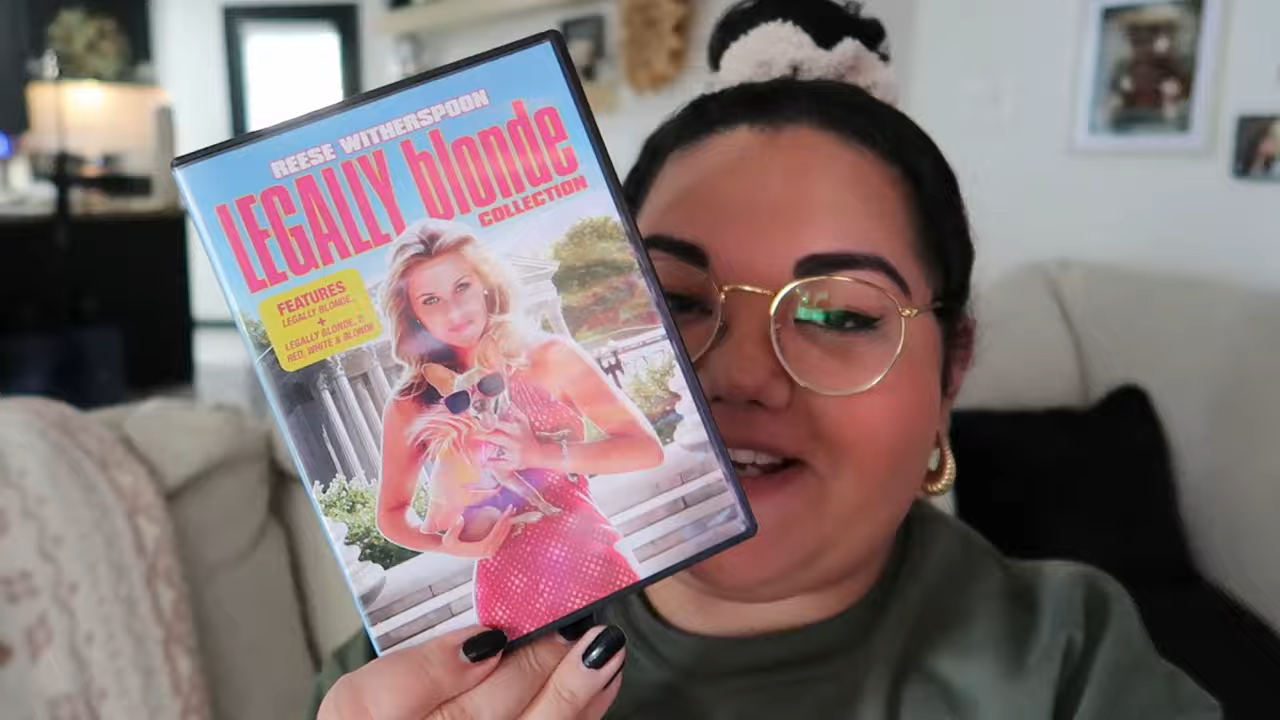 REESE WITHERSPOON
LEGALLY blonde
COLLECTION
FEATURES
LEGALLY BLONDE
+
LEGALLY BLONDE 2:
RED, WHITE & BLONDE